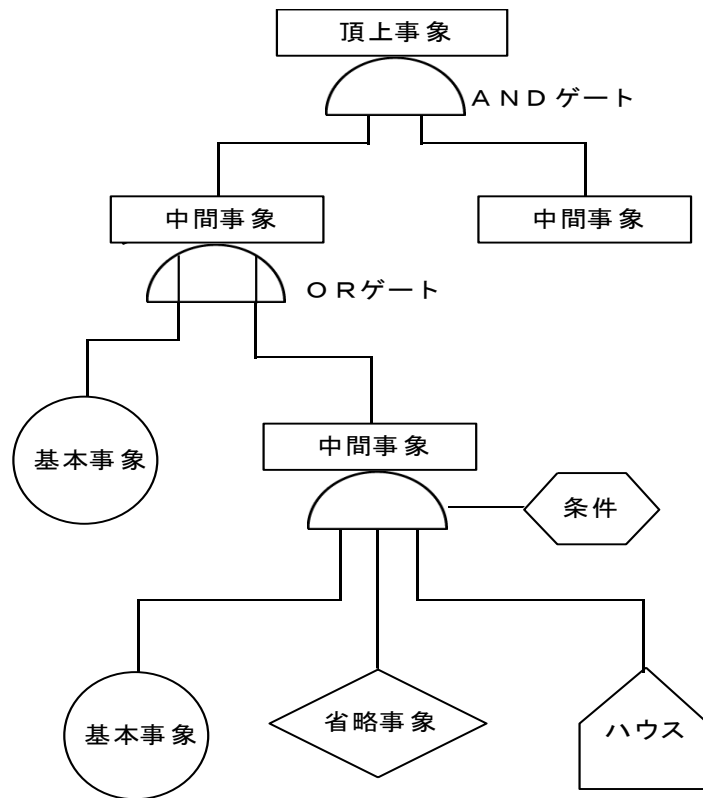 頂上事象
ANDゲート
中間事象
中間事象
ORゲート
中間事象
基本事象
条件
基本事象
省略事象
ハウス